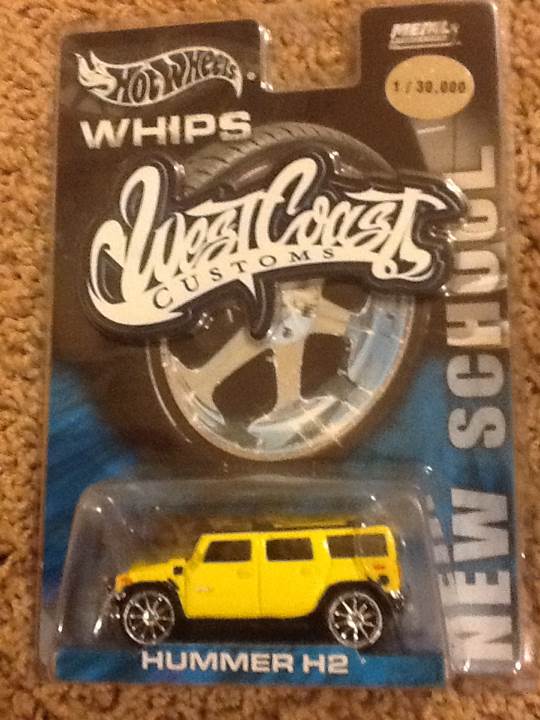 HOT WHEELS
METAL
1 / 30,000
WHIPS
West Coast
CUSTOMS
NEW SCHOOL
HUMMER H2